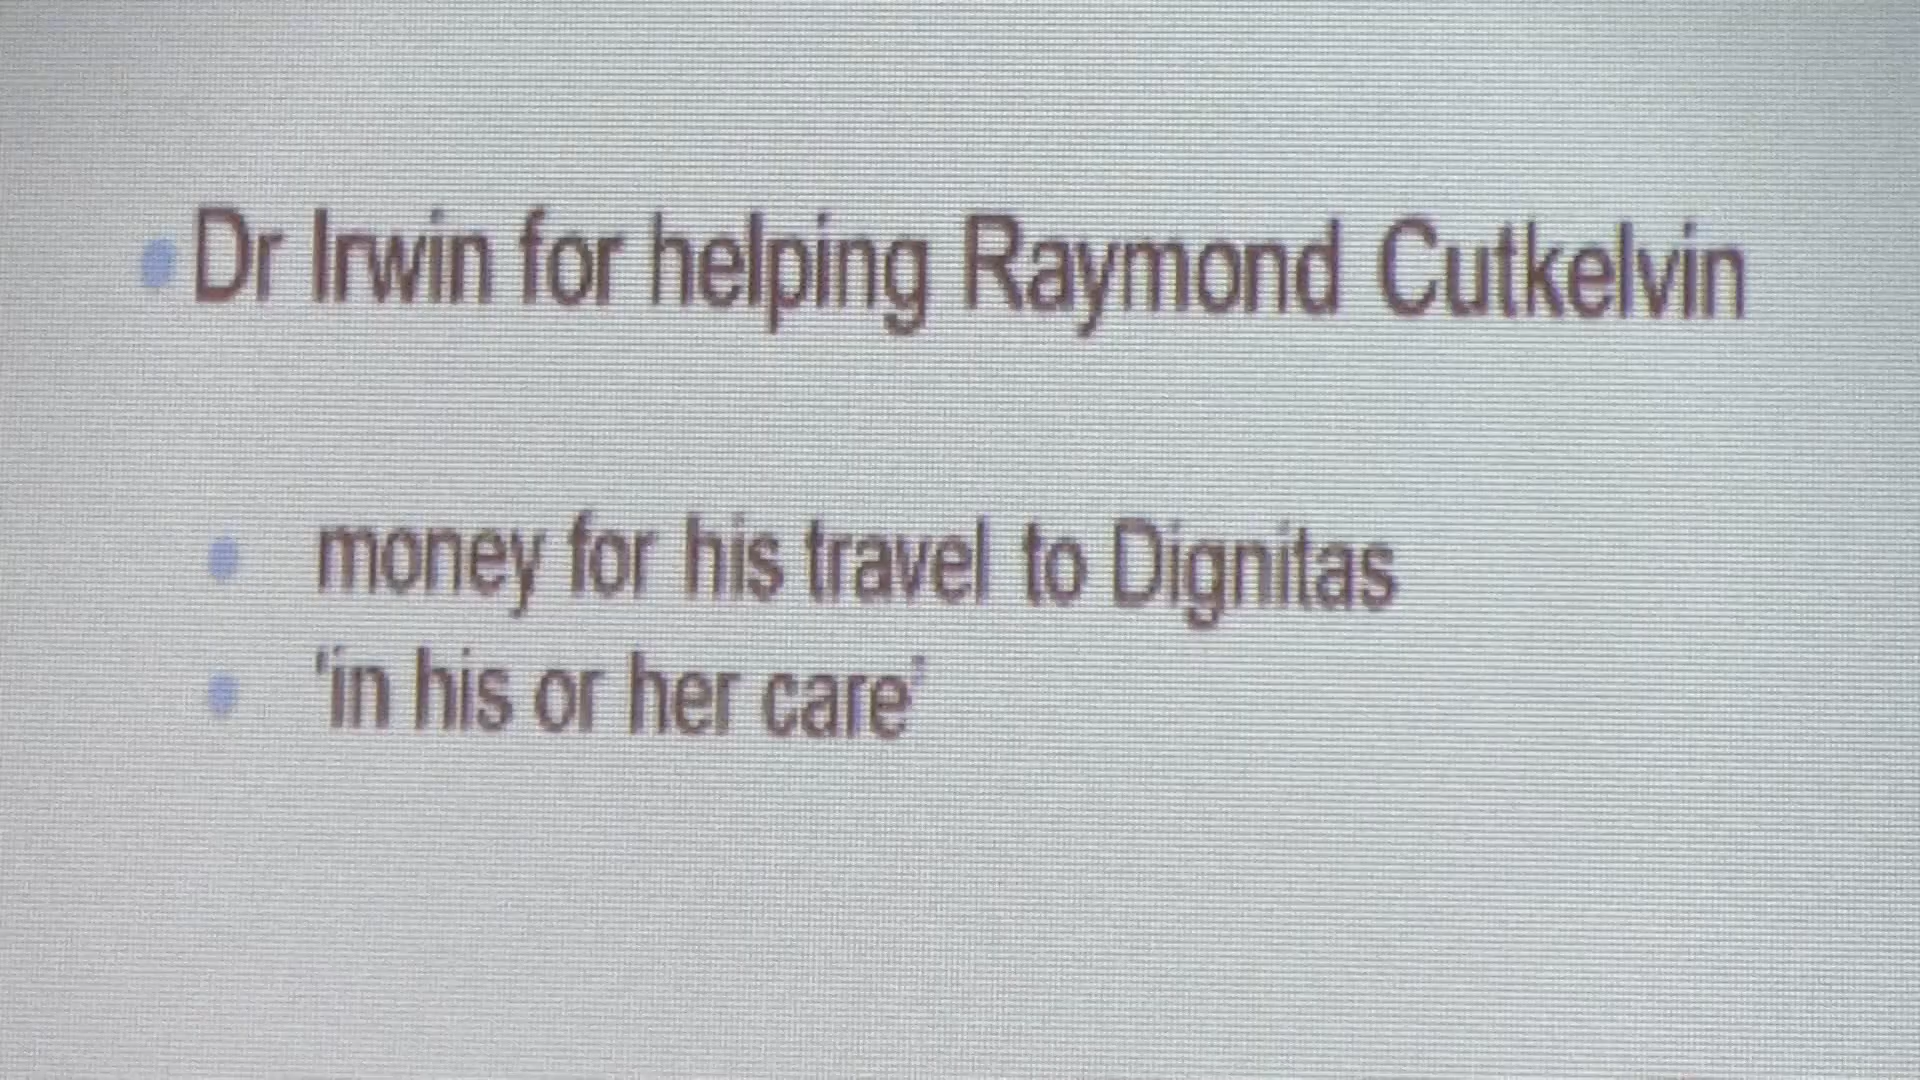 • Dr Irwin for helping Raymond Cutkelvin
• money for his travel to Dignitas
• 'in his or her care'